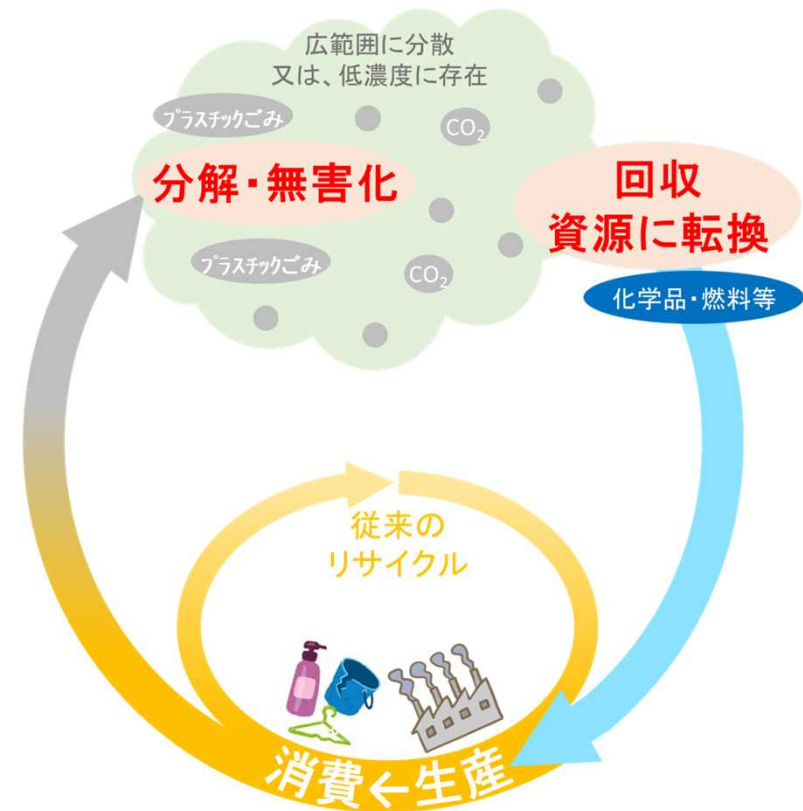 広範囲に分散
又は、低濃度に存在
プラスチックごみ
CO₂
分解・無害化
回収
資源に転換
プラスチックごみ
CO₂
化学品・燃料等
従来の
リサイクル
消費←生産